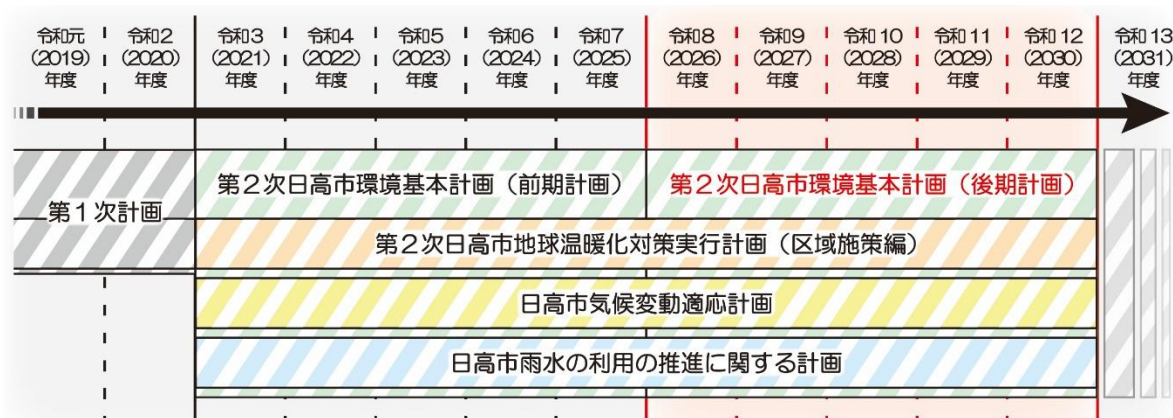 令和元
(2019)
年度
令和2
(2020)
年度
令和3
(2021)
年度
令和4
(2022)
年度
令和5
(2023)
年度
令和6
(2024)
年度
令和7
(2025)
年度
令和8
(2026)
年度
令和9
(2027)
年度
令和10
(2028)
年度
令和11
(2029)
年度
令和12
(2030)
年度
令和13
(2031)
年度
第1次計画
第2次日高市環境基本計画（前期計画）
第2次日高市環境基本計画（後期計画）
第2次日高市地球温暖化対策実行計画（区域施策編）
日高市気候変動適応計画
日高市雨水の利用の推進に関する計画